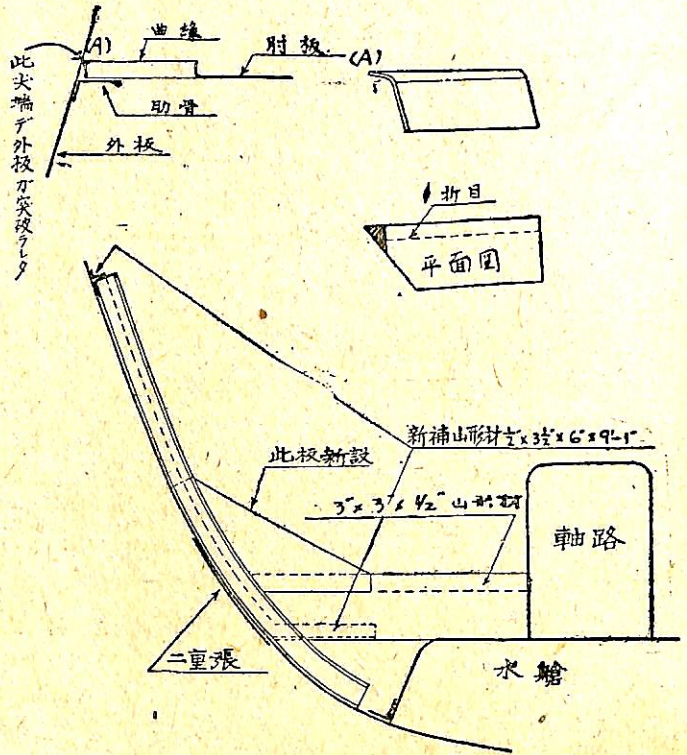 (A)
曲縁
肘板
(A)
肋骨
外板
此尖端デ外板ガ突破ラレタ
折目
平面図
新補山形材 ½"×3½"×6"×9'-1"
此板新設
3"×3"×1/2" 山形材
軸路
二重張
水艙